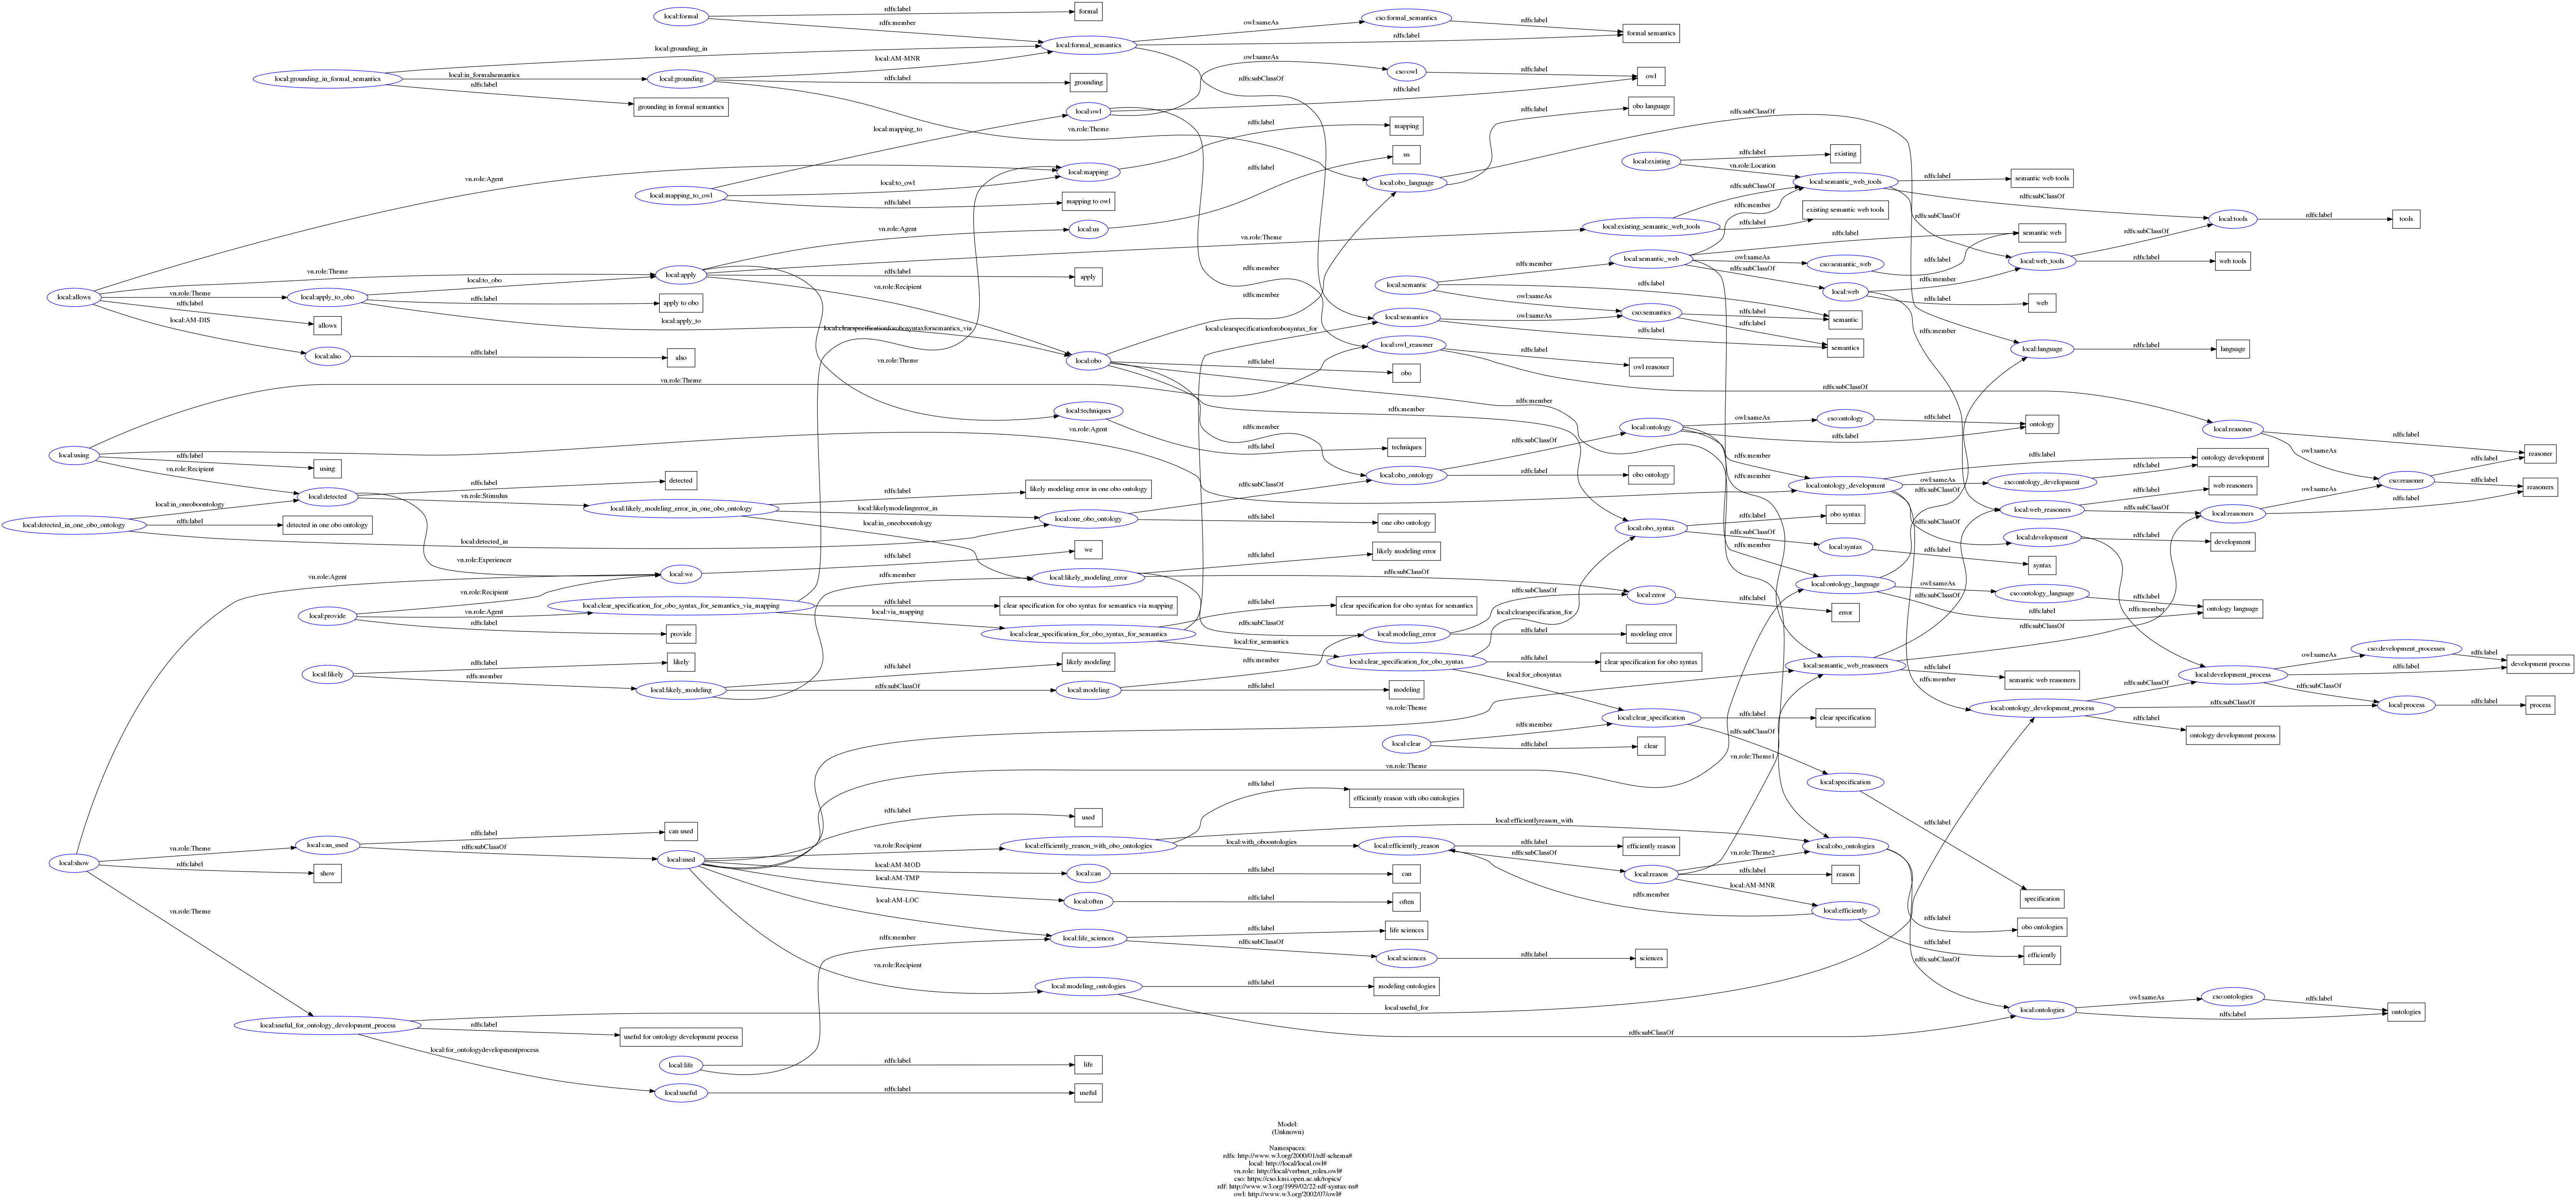 rdfs:label
formal
local:formal
rdfs:member
cso:formal_semantics
owl:sameAs
rdfs:label
formal semantics
rdfs:label
local:formal_semantics
local:grounding_in
local:AM-MNR
owl:sameAs
local:grounding_in_formal_semantics
local:in_formalsemantics
rdfs:label
local:grounding
rdfs:label
grounding
cso:owl
rdfs:label
owl
rdfs:subClassOf
rdfs:label
grounding in formal semantics
local:owl
obo language
rdfs:label
rdfs:subClassOf
local:mapping_to
vn.role:Theme
rdfs:label
mapping
us
rdfs:label
local:existing
rdfs:label
existing
vn.role:Location
local:mapping
vn.role:Agent
local:to_owl
local:obo_language
rdfs:subClassOf
local:semantic_web_tools
rdfs:label
semantic web tools
rdfs:subClassOf
local:mapping_to_owl
rdfs:label
mapping to owl
rdfs:member
existing semantic web tools
rdfs:label
local:existing_semantic_web_tools
rdfs:subClassOf
local:tools
rdfs:label
tools
vn.role:Agent
local:us
vn.role:Theme
rdfs:label
semantic web
rdfs:subClassOf
local:semantic_web
owl:sameAs
cso:semantic_web
rdfs:label
local:web_tools
rdfs:label
web tools
rdfs:member
rdfs:subClassOf
rdfs:member
vn.role:Theme
local:to_obo
local:apply
rdfs:label
apply
rdfs:member
local:semantic
rdfs:label
owl:sameAs
local:web
rdfs:member
rdfs:label
web
local:allows
vn.role:Theme
rdfs:label
local:AM-DIS
local:apply_to_obo
rdfs:label
apply to obo
vn.role:Recipient
rdfs:member
local:apply_to
allows
local:clearspecificationforobosyntaxforsemantics_via
local:clearspecificationforobosyntax_for
local:semantics
owl:sameAs
cso:semantics
rdfs:label
semantic
rdfs:label
rdfs:label
semantics
rdfs:member
local:language
rdfs:label
language
local:also
rdfs:label
also
vn.role:Theme
local:obo
rdfs:label
obo
local:owl_reasoner
rdfs:label
owl reasoner
vn.role:Theme
rdfs:subClassOf
rdfs:member
rdfs:member
local:techniques
rdfs:label
techniques
vn.role:Agent
rdfs:member
local:ontology
owl:sameAs
cso:ontology
rdfs:label
ontology
rdfs:label
local:reasoner
rdfs:label
reasoner
owl:sameAs
rdfs:label
local:using
rdfs:label
using
vn.role:Recipient
rdfs:subClassOf
rdfs:member
rdfs:label
ontology development
local:obo_ontology
rdfs:label
obo ontology
rdfs:member
local:ontology_development
owl:sameAs
cso:ontology_development
rdfs:label
rdfs:subClassOf
cso:reasoner
rdfs:label
reasoners
owl:sameAs
rdfs:label
rdfs:label
detected
local:detected
vn.role:Stimulus
rdfs:label
likely modeling error in one obo ontology
rdfs:subClassOf
rdfs:label
web reasoners
local:in_oneoboontology
local:likely_modeling_error_in_one_obo_ontology
local:likelymodelingerror_in
local:web_reasoners
rdfs:subClassOf
local:reasoners
local:detected_in_one_obo_ontology
rdfs:label
detected in one obo ontology
local:in_oneoboontology
local:one_obo_ontology
rdfs:label
one obo ontology
local:obo_syntax
rdfs:label
obo syntax
rdfs:subClassOf
rdfs:subClassOf
local:development
rdfs:label
development
local:detected_in
we
rdfs:label
local:syntax
rdfs:label
syntax
rdfs:member
vn.role:Experiencer
rdfs:label
likely modeling error
vn.role:Agent
local:we
rdfs:member
local:likely_modeling_error
rdfs:subClassOf
local:ontology_language
owl:sameAs
cso:ontology_language
rdfs:subClassOf
rdfs:label
ontology language
rdfs:label
vn.role:Recipient
local:error
rdfs:label
error
local:provide
vn.role:Agent
rdfs:label
local:clear_specification_for_obo_syntax_for_semantics_via_mapping
rdfs:label
clear specification for obo syntax for semantics via mapping
local:via_mapping
rdfs:label
clear specification for obo syntax for semantics
rdfs:subClassOf
local:clearspecification_for
rdfs:member
rdfs:subClassOf
provide
local:clear_specification_for_obo_syntax_for_semantics
rdfs:subClassOf
local:for_semantics
local:modeling_error
rdfs:label
modeling error
cso:development_processes
rdfs:label
development process
owl:sameAs
rdfs:label
local:likely
rdfs:label
likely
rdfs:member
rdfs:label
likely modeling
rdfs:member
local:clear_specification_for_obo_syntax
rdfs:label
clear specification for obo syntax
local:semantic_web_reasoners
rdfs:label
semantic web reasoners
rdfs:member
local:development_process
rdfs:subClassOf
rdfs:subClassOf
local:likely_modeling
rdfs:subClassOf
local:modeling
rdfs:label
modeling
local:for_obosyntax
vn.role:Theme
local:ontology_development_process
rdfs:subClassOf
local:process
rdfs:label
process
rdfs:label
ontology development process
rdfs:member
local:clear_specification
rdfs:label
clear specification
rdfs:subClassOf
local:clear
rdfs:label
clear
vn.role:Theme
vn.role:Theme1
local:specification
rdfs:label
specification
rdfs:label
efficiently reason with obo ontologies
rdfs:label
used
rdfs:label
can used
local:efficientlyreason_with
local:show
vn.role:Theme
rdfs:label
local:can_used
rdfs:subClassOf
show
local:used
vn.role:Recipient
local:efficiently_reason_with_obo_ontologies
local:with_oboontologies
local:efficiently_reason
rdfs:label
efficiently reason
rdfs:subClassOf
vn.role:Theme2
local:obo_ontologies
local:AM-MOD
local:can
rdfs:label
can
local:reason
rdfs:label
reason
local:AM-MNR
rdfs:member
local:AM-TMP
local:often
rdfs:label
often
local:AM-LOC
local:efficiently
rdfs:label
obo ontologies
rdfs:label
efficiently
vn.role:Theme
rdfs:member
local:life_sciences
rdfs:label
life sciences
rdfs:subClassOf
local:sciences
rdfs:label
sciences
rdfs:subClassOf
vn.role:Recipient
local:modeling_ontologies
rdfs:label
modeling ontologies
local:useful_for
owl:sameAs
cso:ontologies
rdfs:label
local:ontologies
rdfs:label
ontologies
rdfs:subClassOf
local:useful_for_ontology_development_process
rdfs:label
useful for ontology development process
local:for_ontologydevelopmentprocess
local:life
rdfs:label
life
local:useful
rdfs:label
useful
Model:
(Unknown)
Namespaces:
rdfs: http://www.w3.org/2000/01/rdf-schema#
local: http://local/local.owl#
vn.role: http://local/verbnet_roles.owl#
cso: https://cso.kmi.open.ac.uk/topics/
rdf: http://www.w3.org/1999/02/22-rdf-syntax-ns#
owl: http://www.w3.org/2002/07/owl#